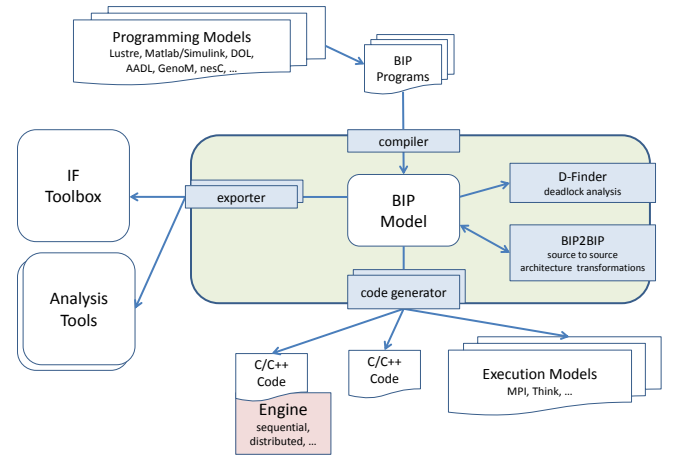 Programming Models
Lustre, Matlab/Simulink, DOL,
AADL, GenoM, nesC, …
BIP
Programs
compiler
IF
Toolbox
exporter
BIP
Model
D-Finder
deadlock analysis
BIP2BIP
source to source
architecture transformations
Analysis
Tools
code generator
C/C++
Code
Engine
sequential,
distributed, …
C/C++
Code
Execution Models
MPI, Think, …